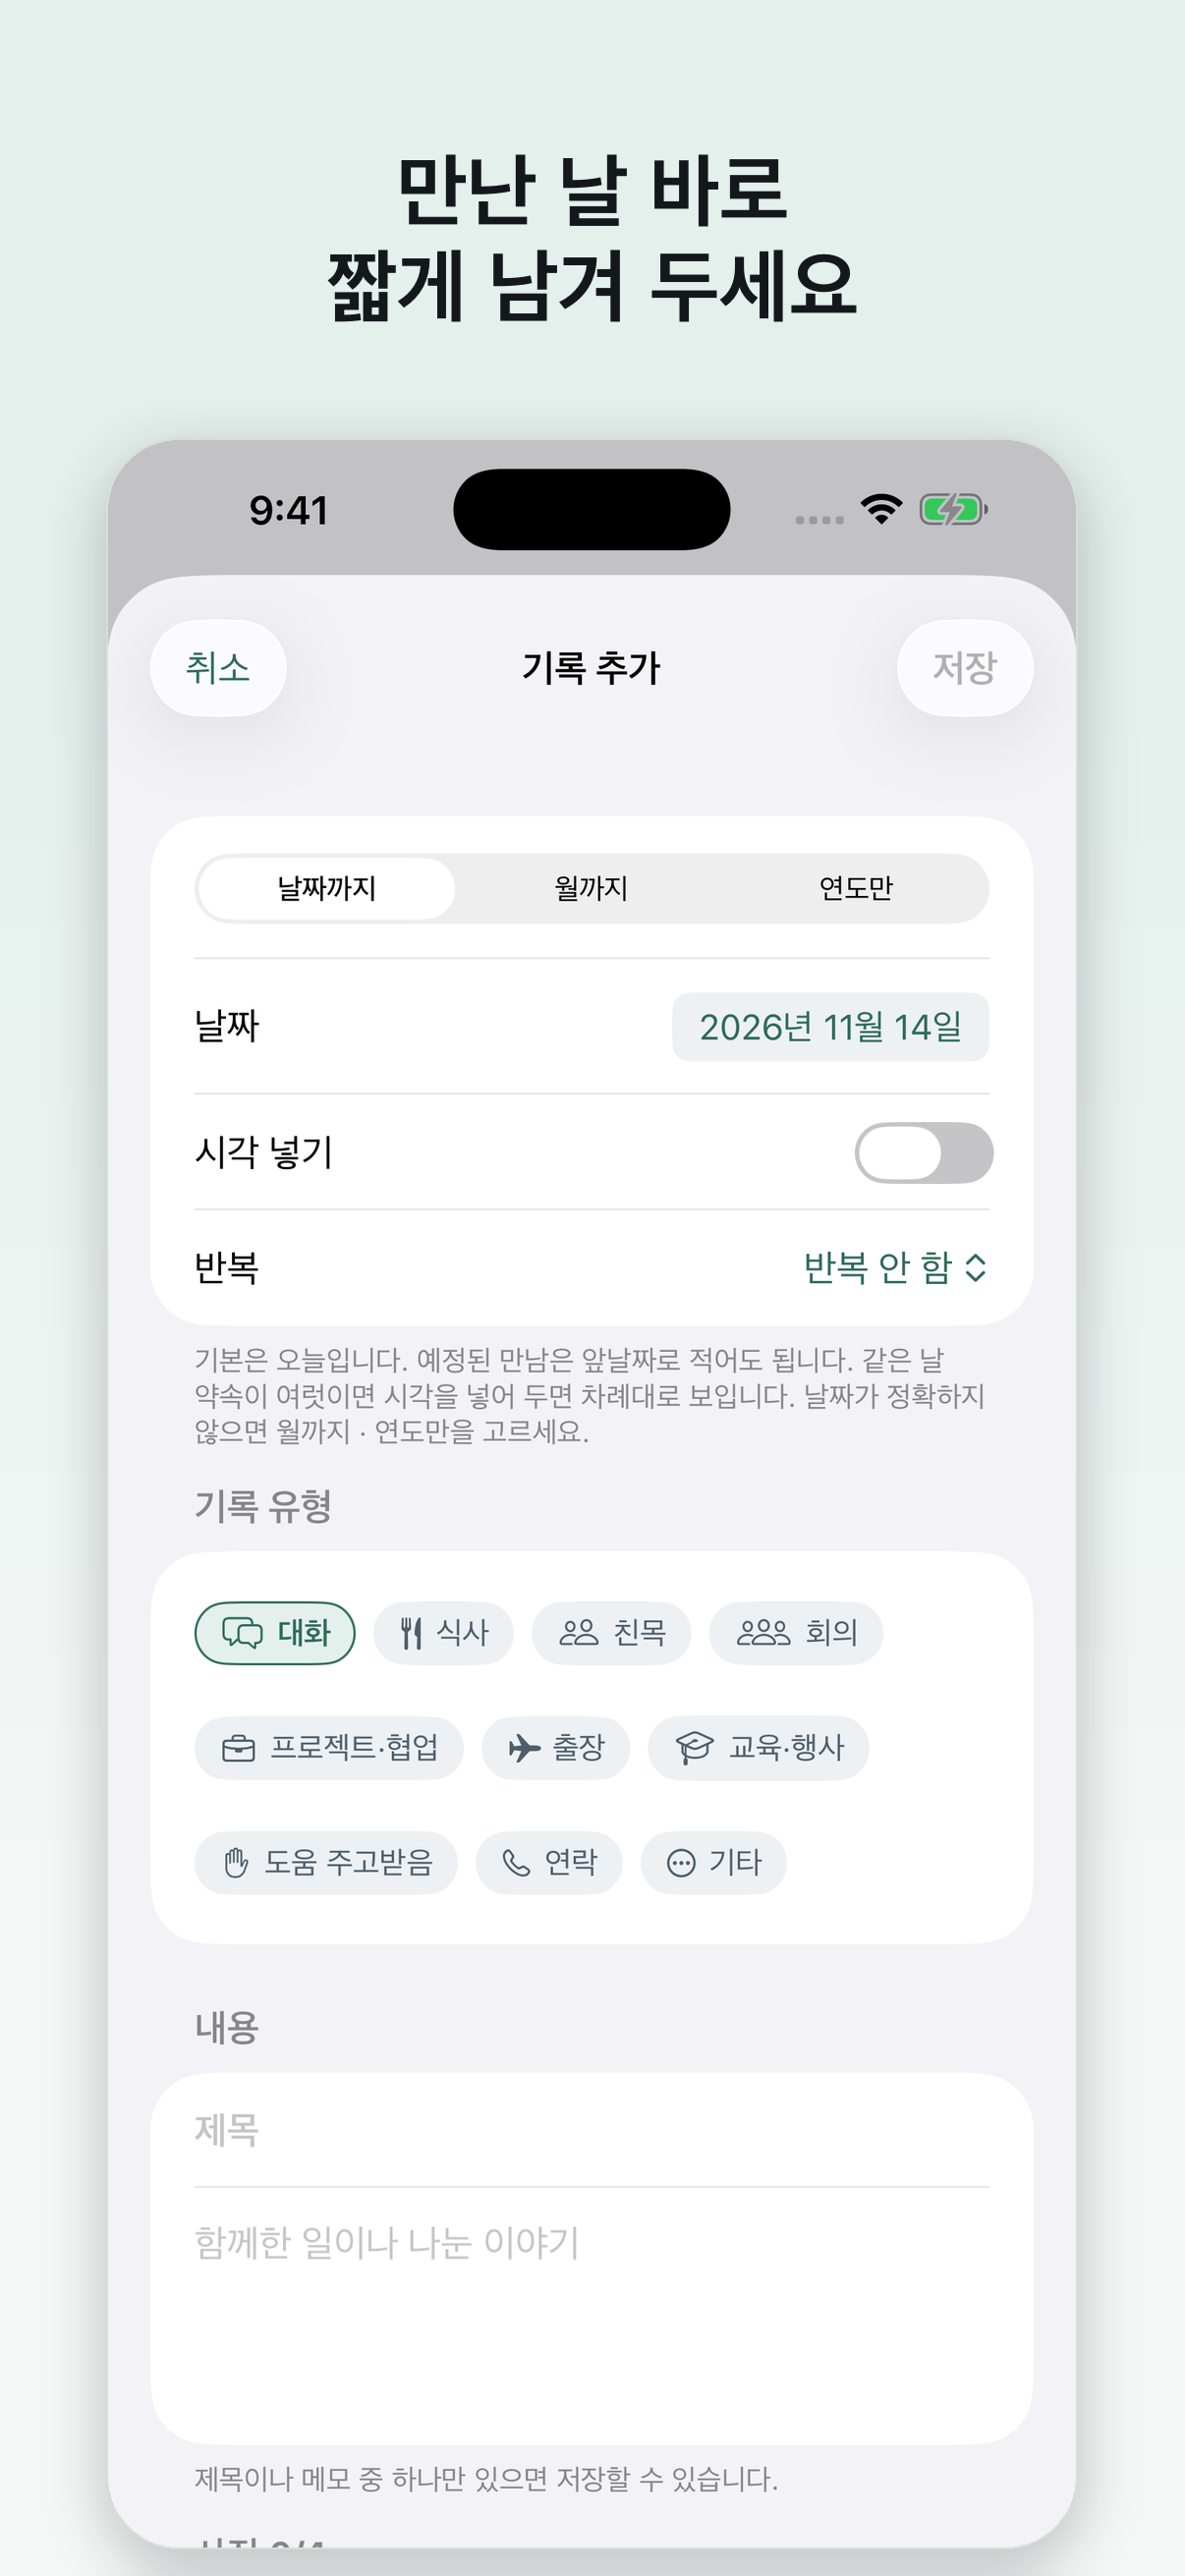 만난 날 바로
짧게 남겨 두세요
9:41
취소
기록 추가
저장
날짜까지
월까지
연도만
날짜
2026년 11월 14일
시각 넣기
반복
반복 안 함
기본은 오늘입니다. 예정된 만남은 앞날짜로 적어도 됩니다. 같은 날
약속이 여럿이면 시각을 넣어 두면 차례대로 보입니다. 날짜가 정확하지
않으면 월까지 · 연도만을 고르세요.
기록 유형
대화
식사
친목
회의
프로젝트·협업
출장
교육·행사
도움 주고받음
연락
기타
내용
제목
함께한 일이나 나눈 이야기
제목이나 메모 중 하나만 있으면 저장할 수 있습니다.